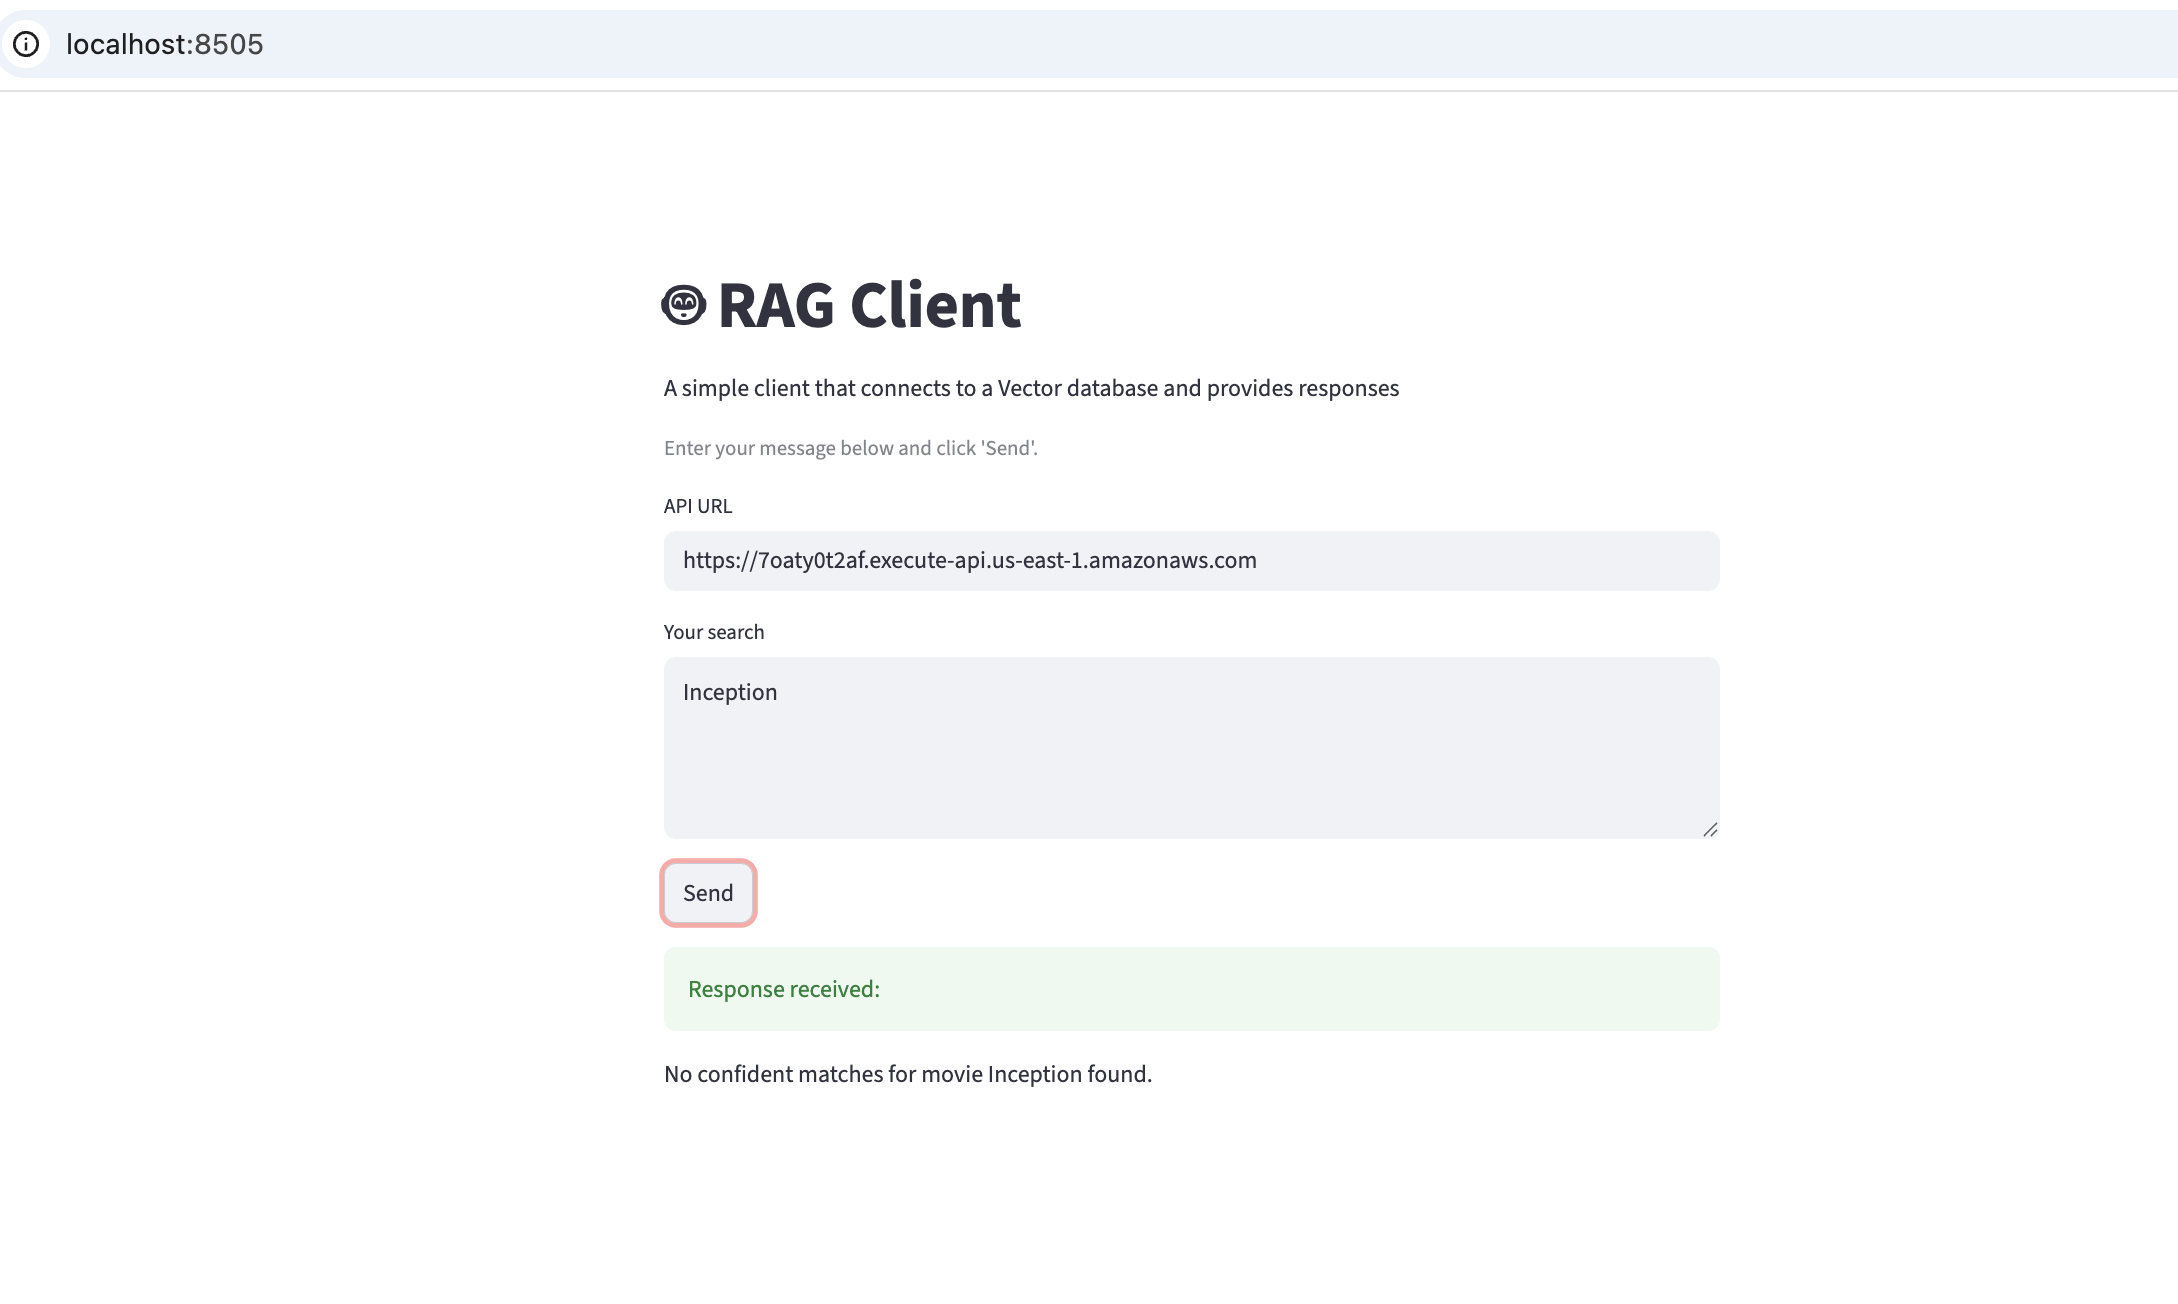 localhost:8505
RAG Client
A simple client that connects to a Vector database and provides responses
Enter your message below and click 'Send'.
API URL
https://7oaty0t2af.execute-api.us-east-1.amazonaws.com
Your search
Inception
Send
Response received:
No confident matches for movie Inception found.